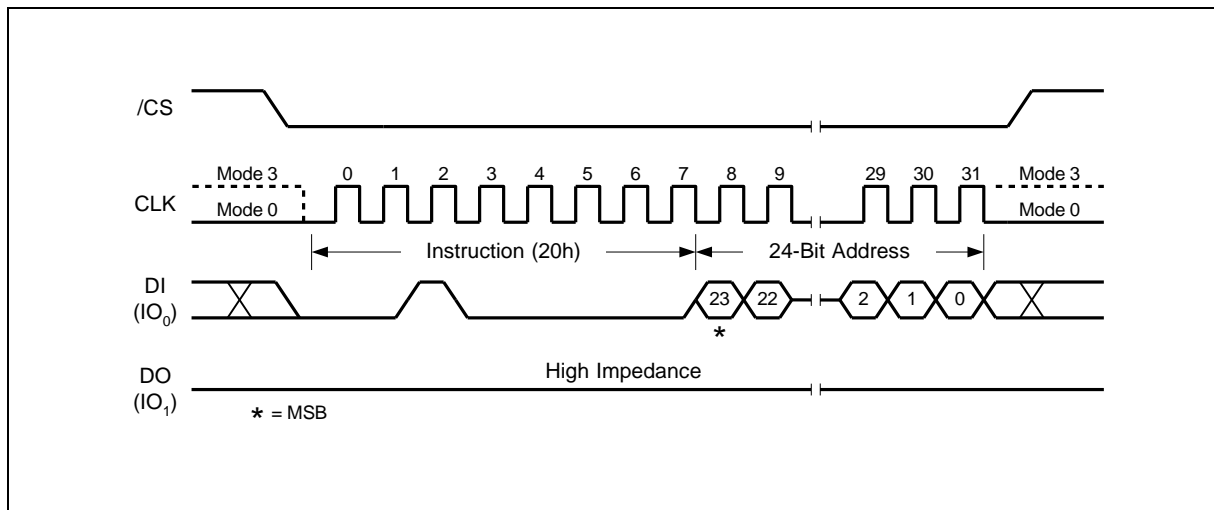 /CS
Mode 3 0 1 2 3 4 5 6 7 8 9 29 30 31 Mode 3
CLK
Mode 0 Mode 0
Instruction (20h) 24-Bit Address
DI
(IO0) 23 22 2 1 0
*
High Impedance
DO
(IO1)
* = MSB